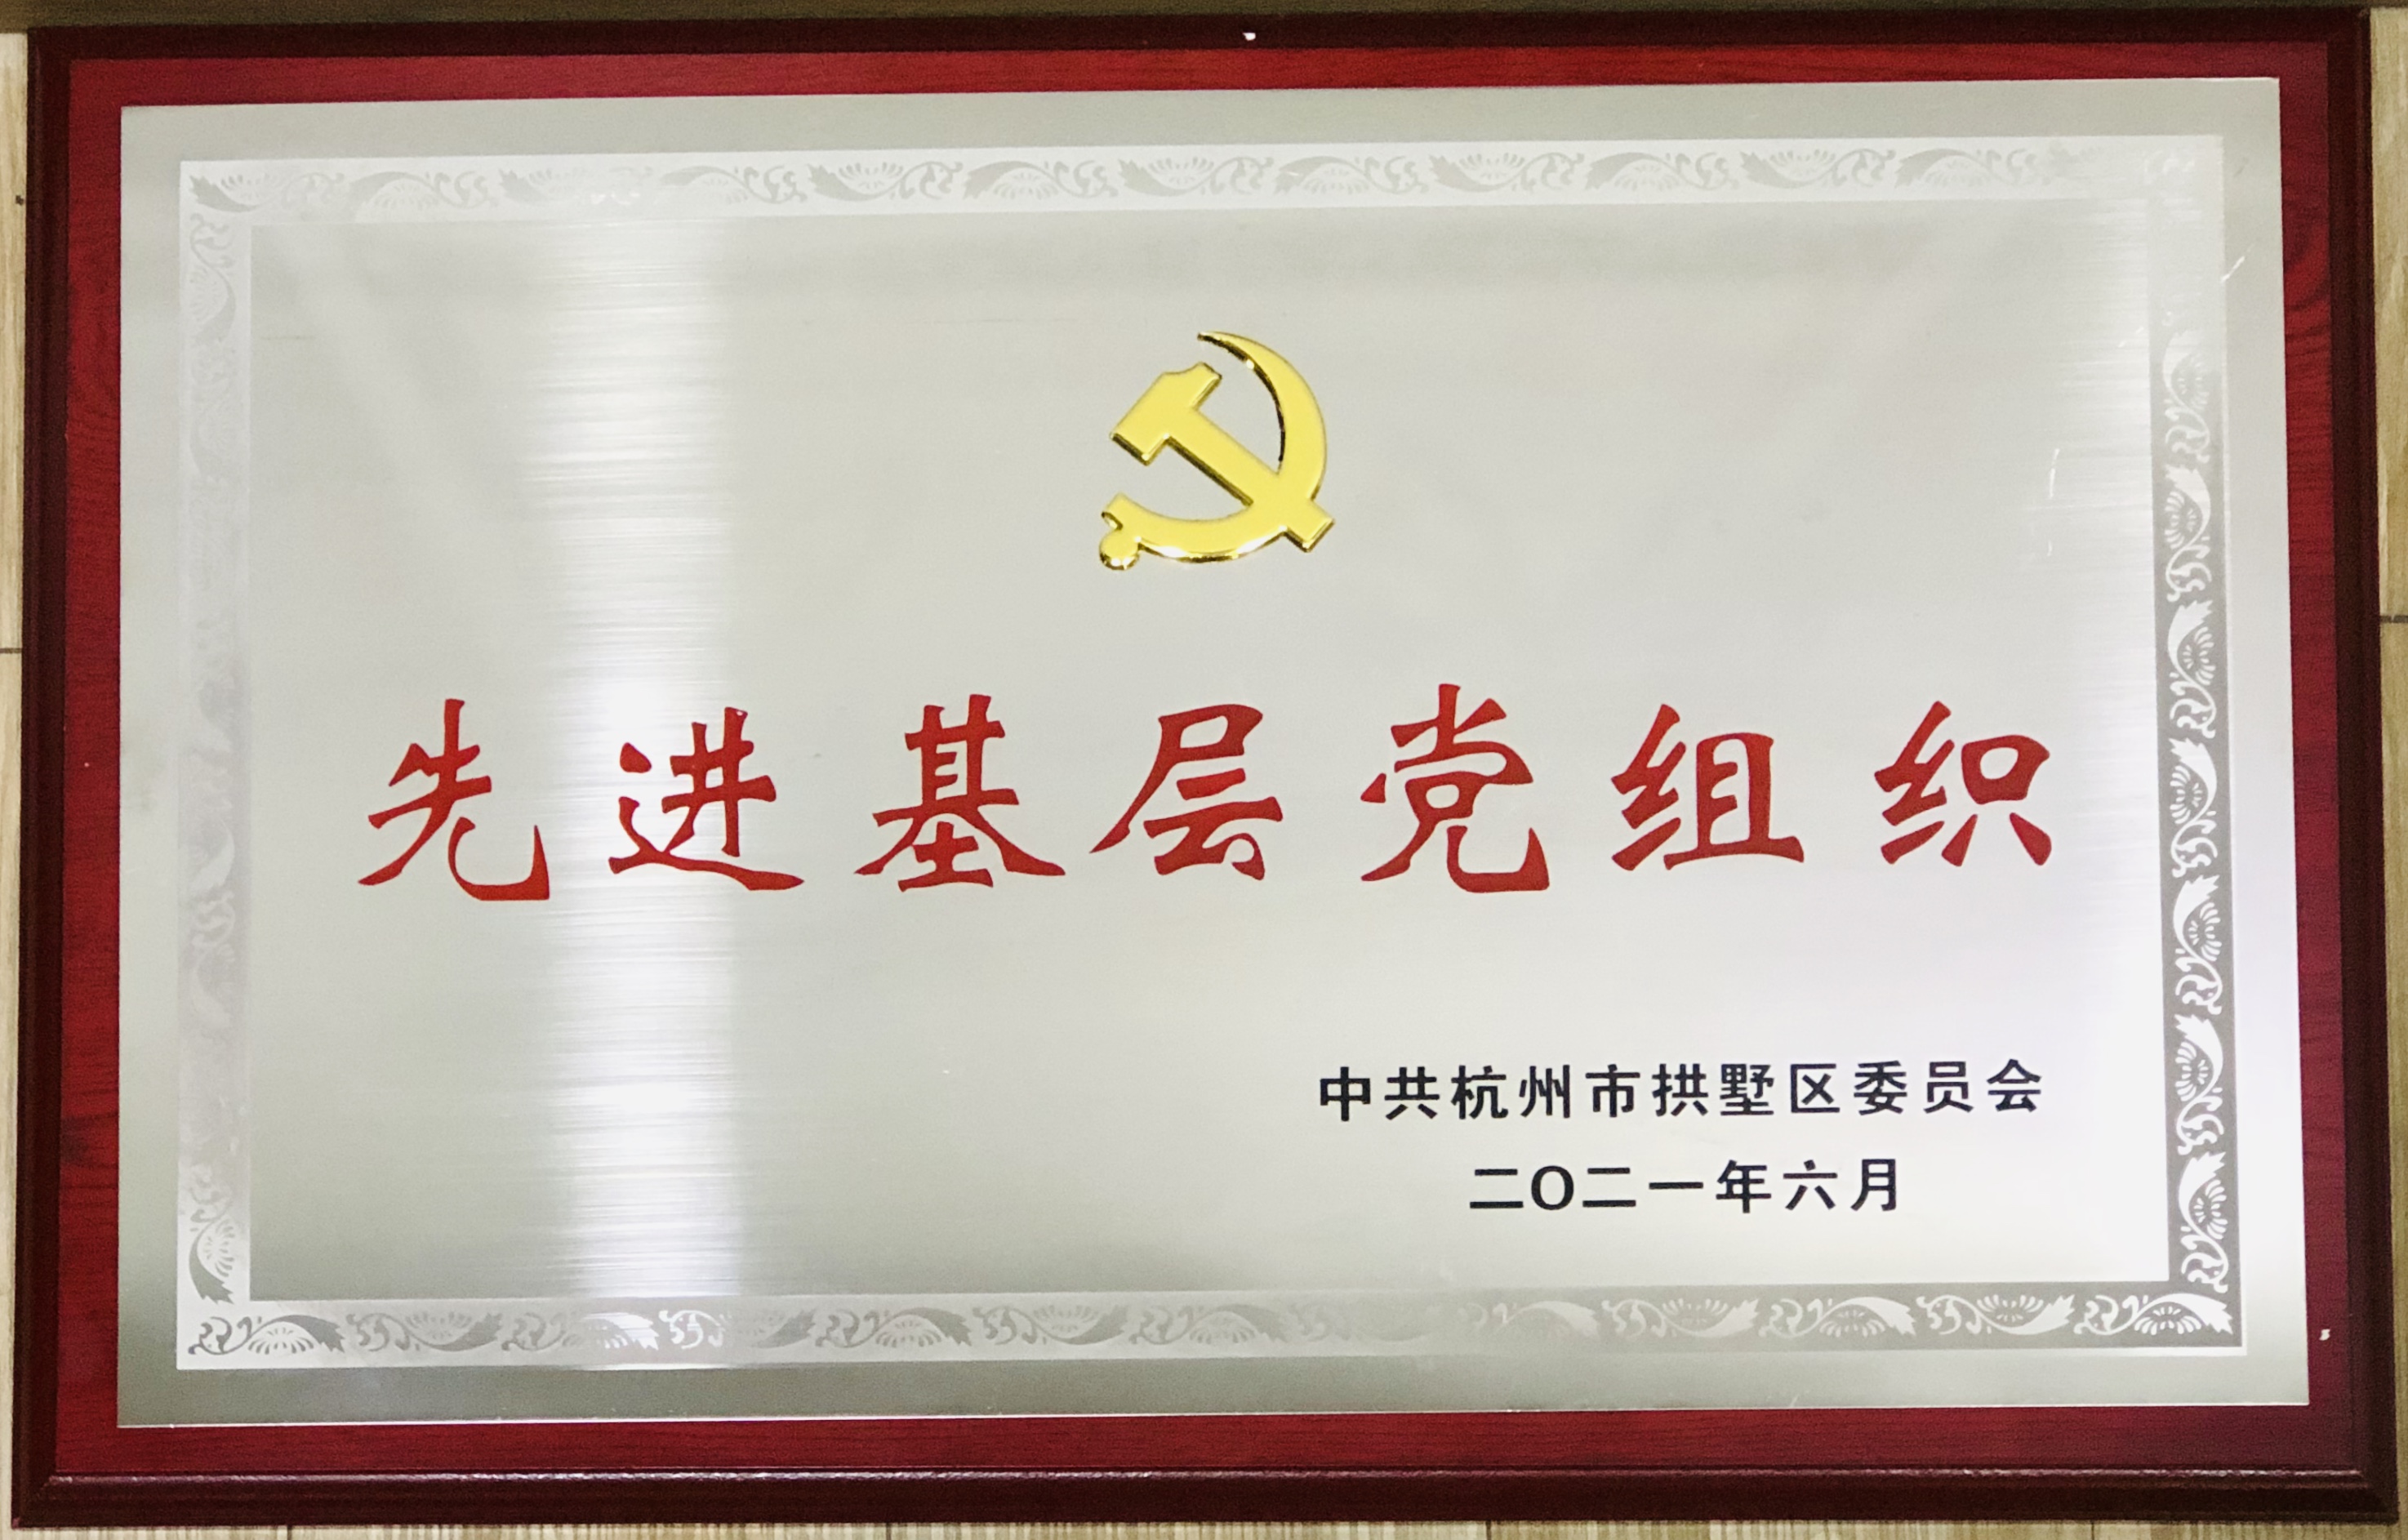 先进基层党组织
中共杭州市拱墅区委员会
二〇二一年六月